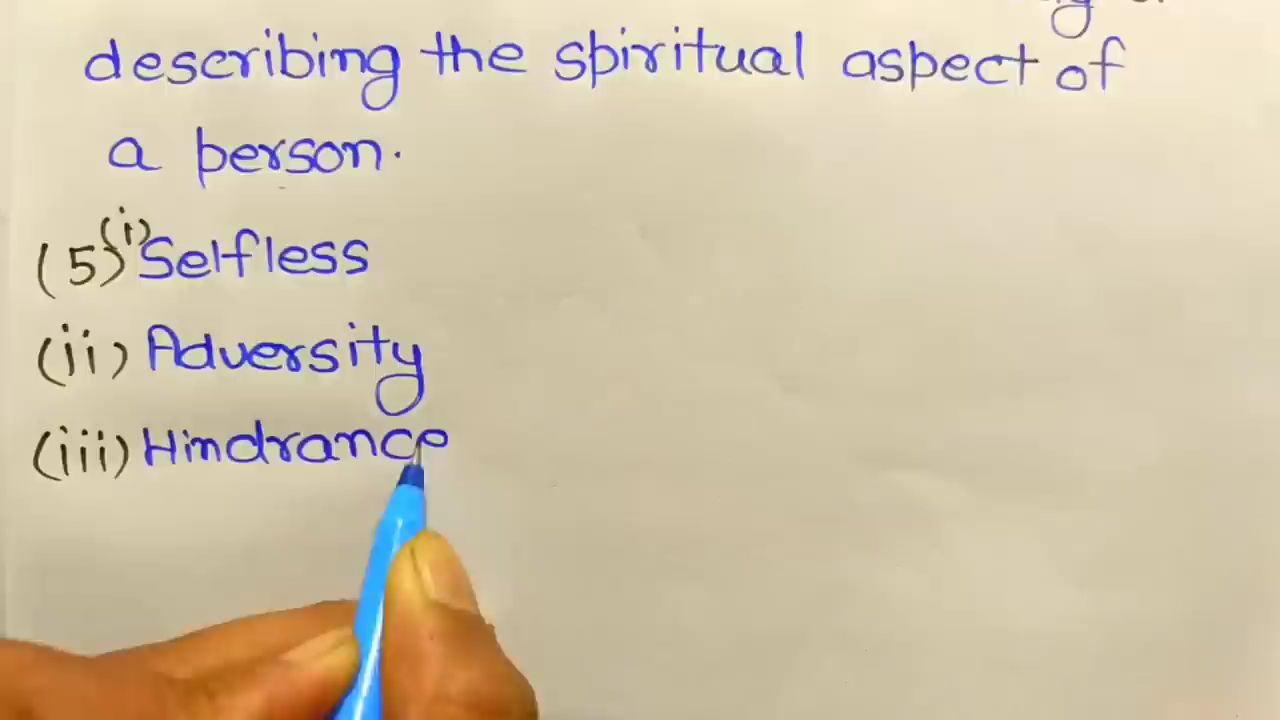 describing the spiritual aspect of
a person.
(5) (i) Selfless
(ii) Adversity
(iii) Hindrance